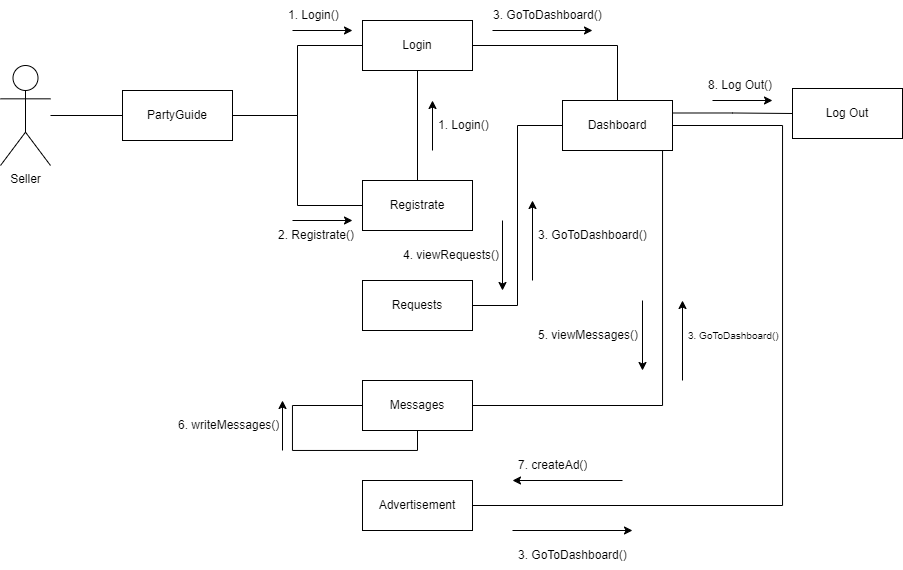 1. Login()
3. GoToDashboard()
Login
8. Log Out()
PartyGuide
1. Login()
Dashboard
Log Out
Seller
Registrate
2. Registrate()
3. GoToDashboard()
4. viewRequests()
Requests
5. viewMessages()
3. GoToDashboard()
Messages
6. writeMessages()
7. createAd()
Advertisement
3. GoToDashboard()